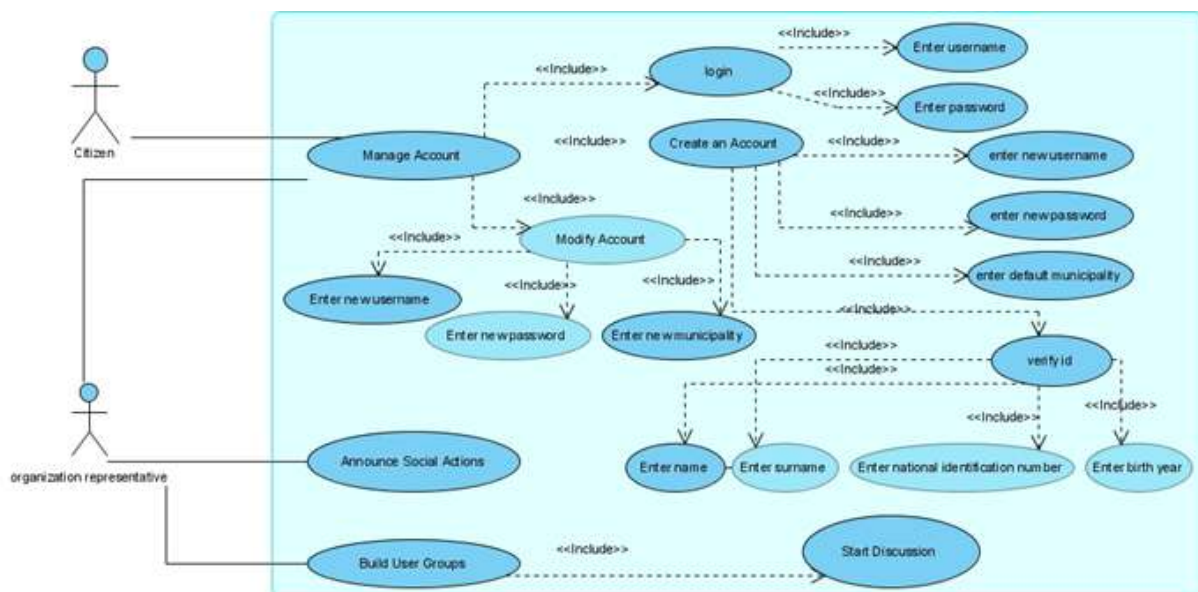 <<Include>>
Enter username
<<Include>>
login
<<Include>>
Enter password
Citizen
Manage Account
<<Include>>
Create an Account
<<Include>>
enter new username
<<Include>>
<<Include>>
enter new password
<<Include>>
Modify Account
<<Include>>
enter default municipality
Enter new username
<<Include>>
<<Include>>
<<Include>>
Enter new password
Enter new municipality
<<Include>>
verify id
<<Include>>
<<Include>>
<<Include>>
organization representative
Announce Social Actions
Enter name
Enter surname
Enter national identification number
Enter birth year
Build User Groups
<<Include>>
Start Discussion